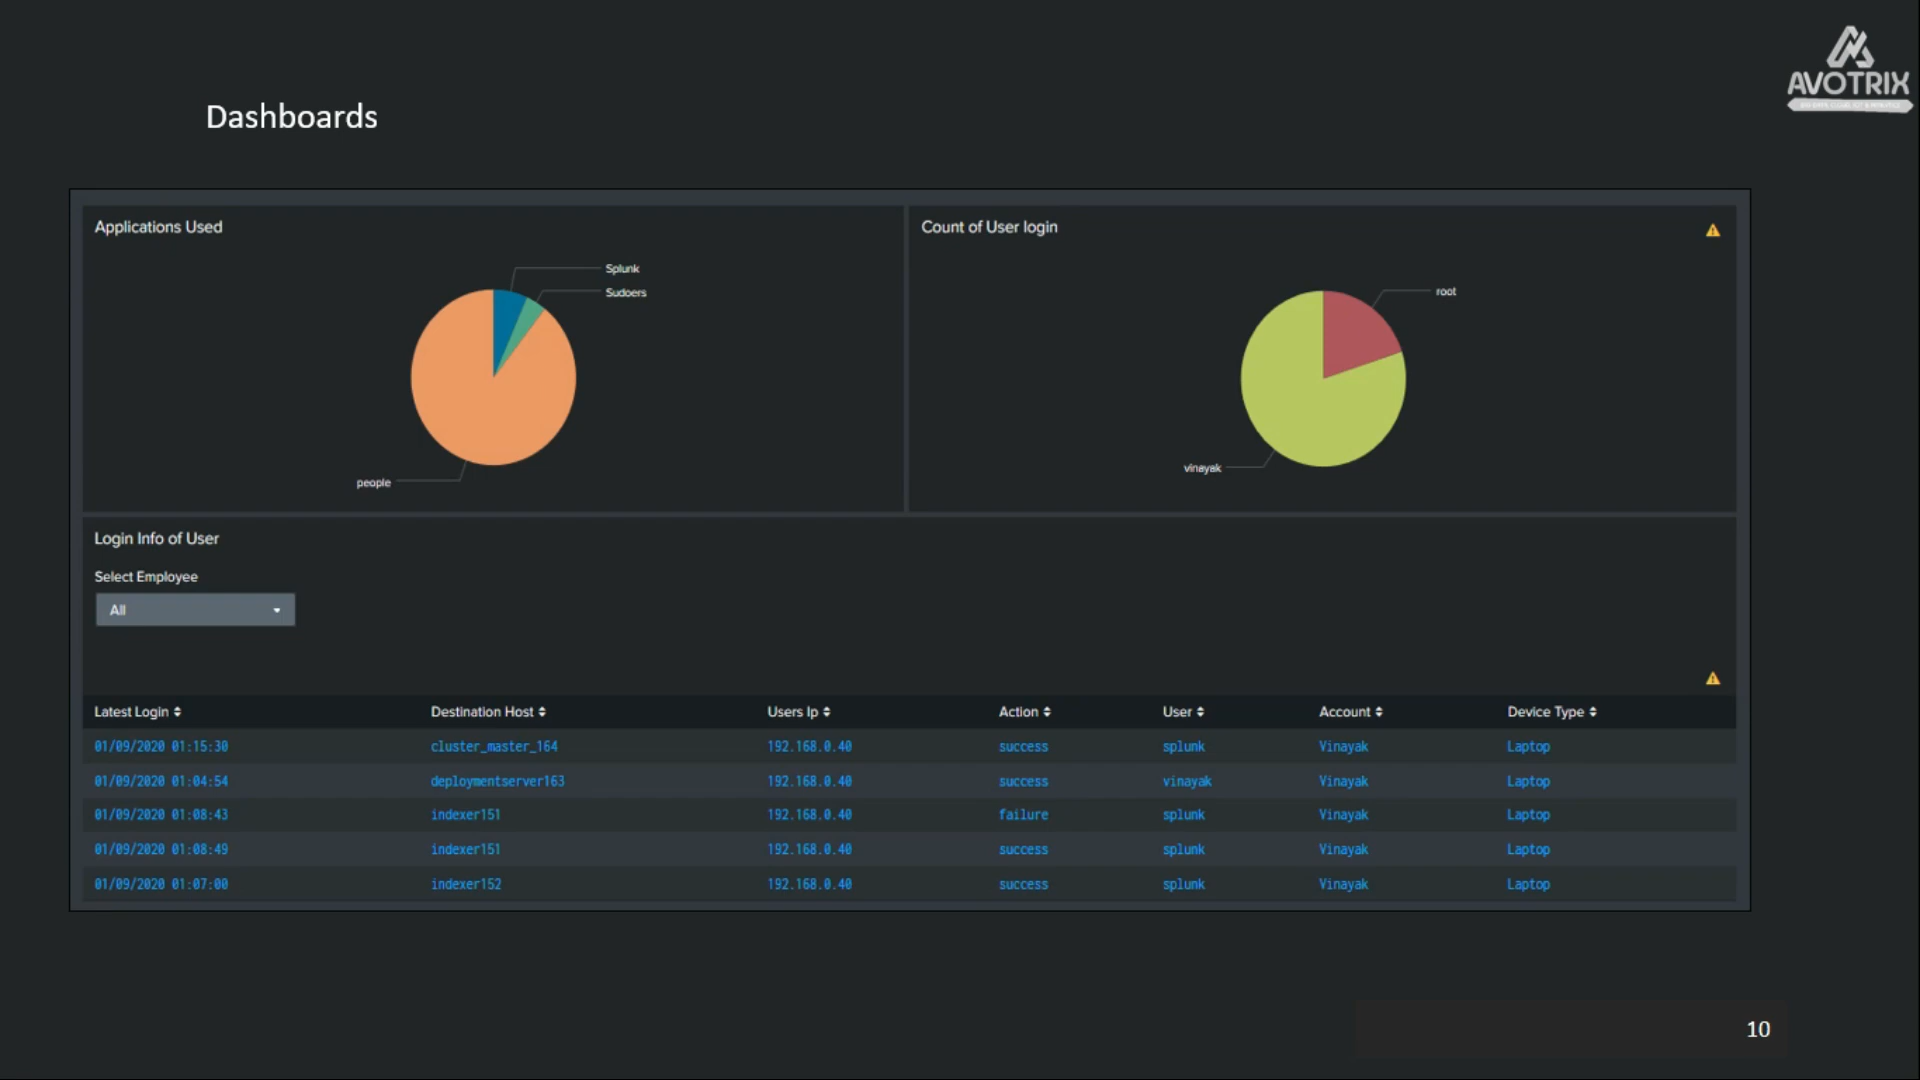 AVOTRIX
Dashboards
Applications Used
Splunk
Sudoers
people
Count of User login
root
vinayak
Login Info of User
Select Employee
All
Latest Login Destination Host Users Ip Action User Account Device Type
01/09/2020 01:15:30 cluster_master_164 192.168.0.40 success splunk Vinayak Laptop
01/09/2020 01:04:54 deploymentserver163 192.168.0.40 success vinayak Vinayak Laptop
01/09/2020 01:08:43 indexer151 192.168.0.40 failure splunk Vinayak Laptop
01/09/2020 01:08:49 indexer151 192.168.0.40 success splunk Vinayak Laptop
01/09/2020 01:07:00 indexer152 192.168.0.40 success splunk Vinayak Laptop
10